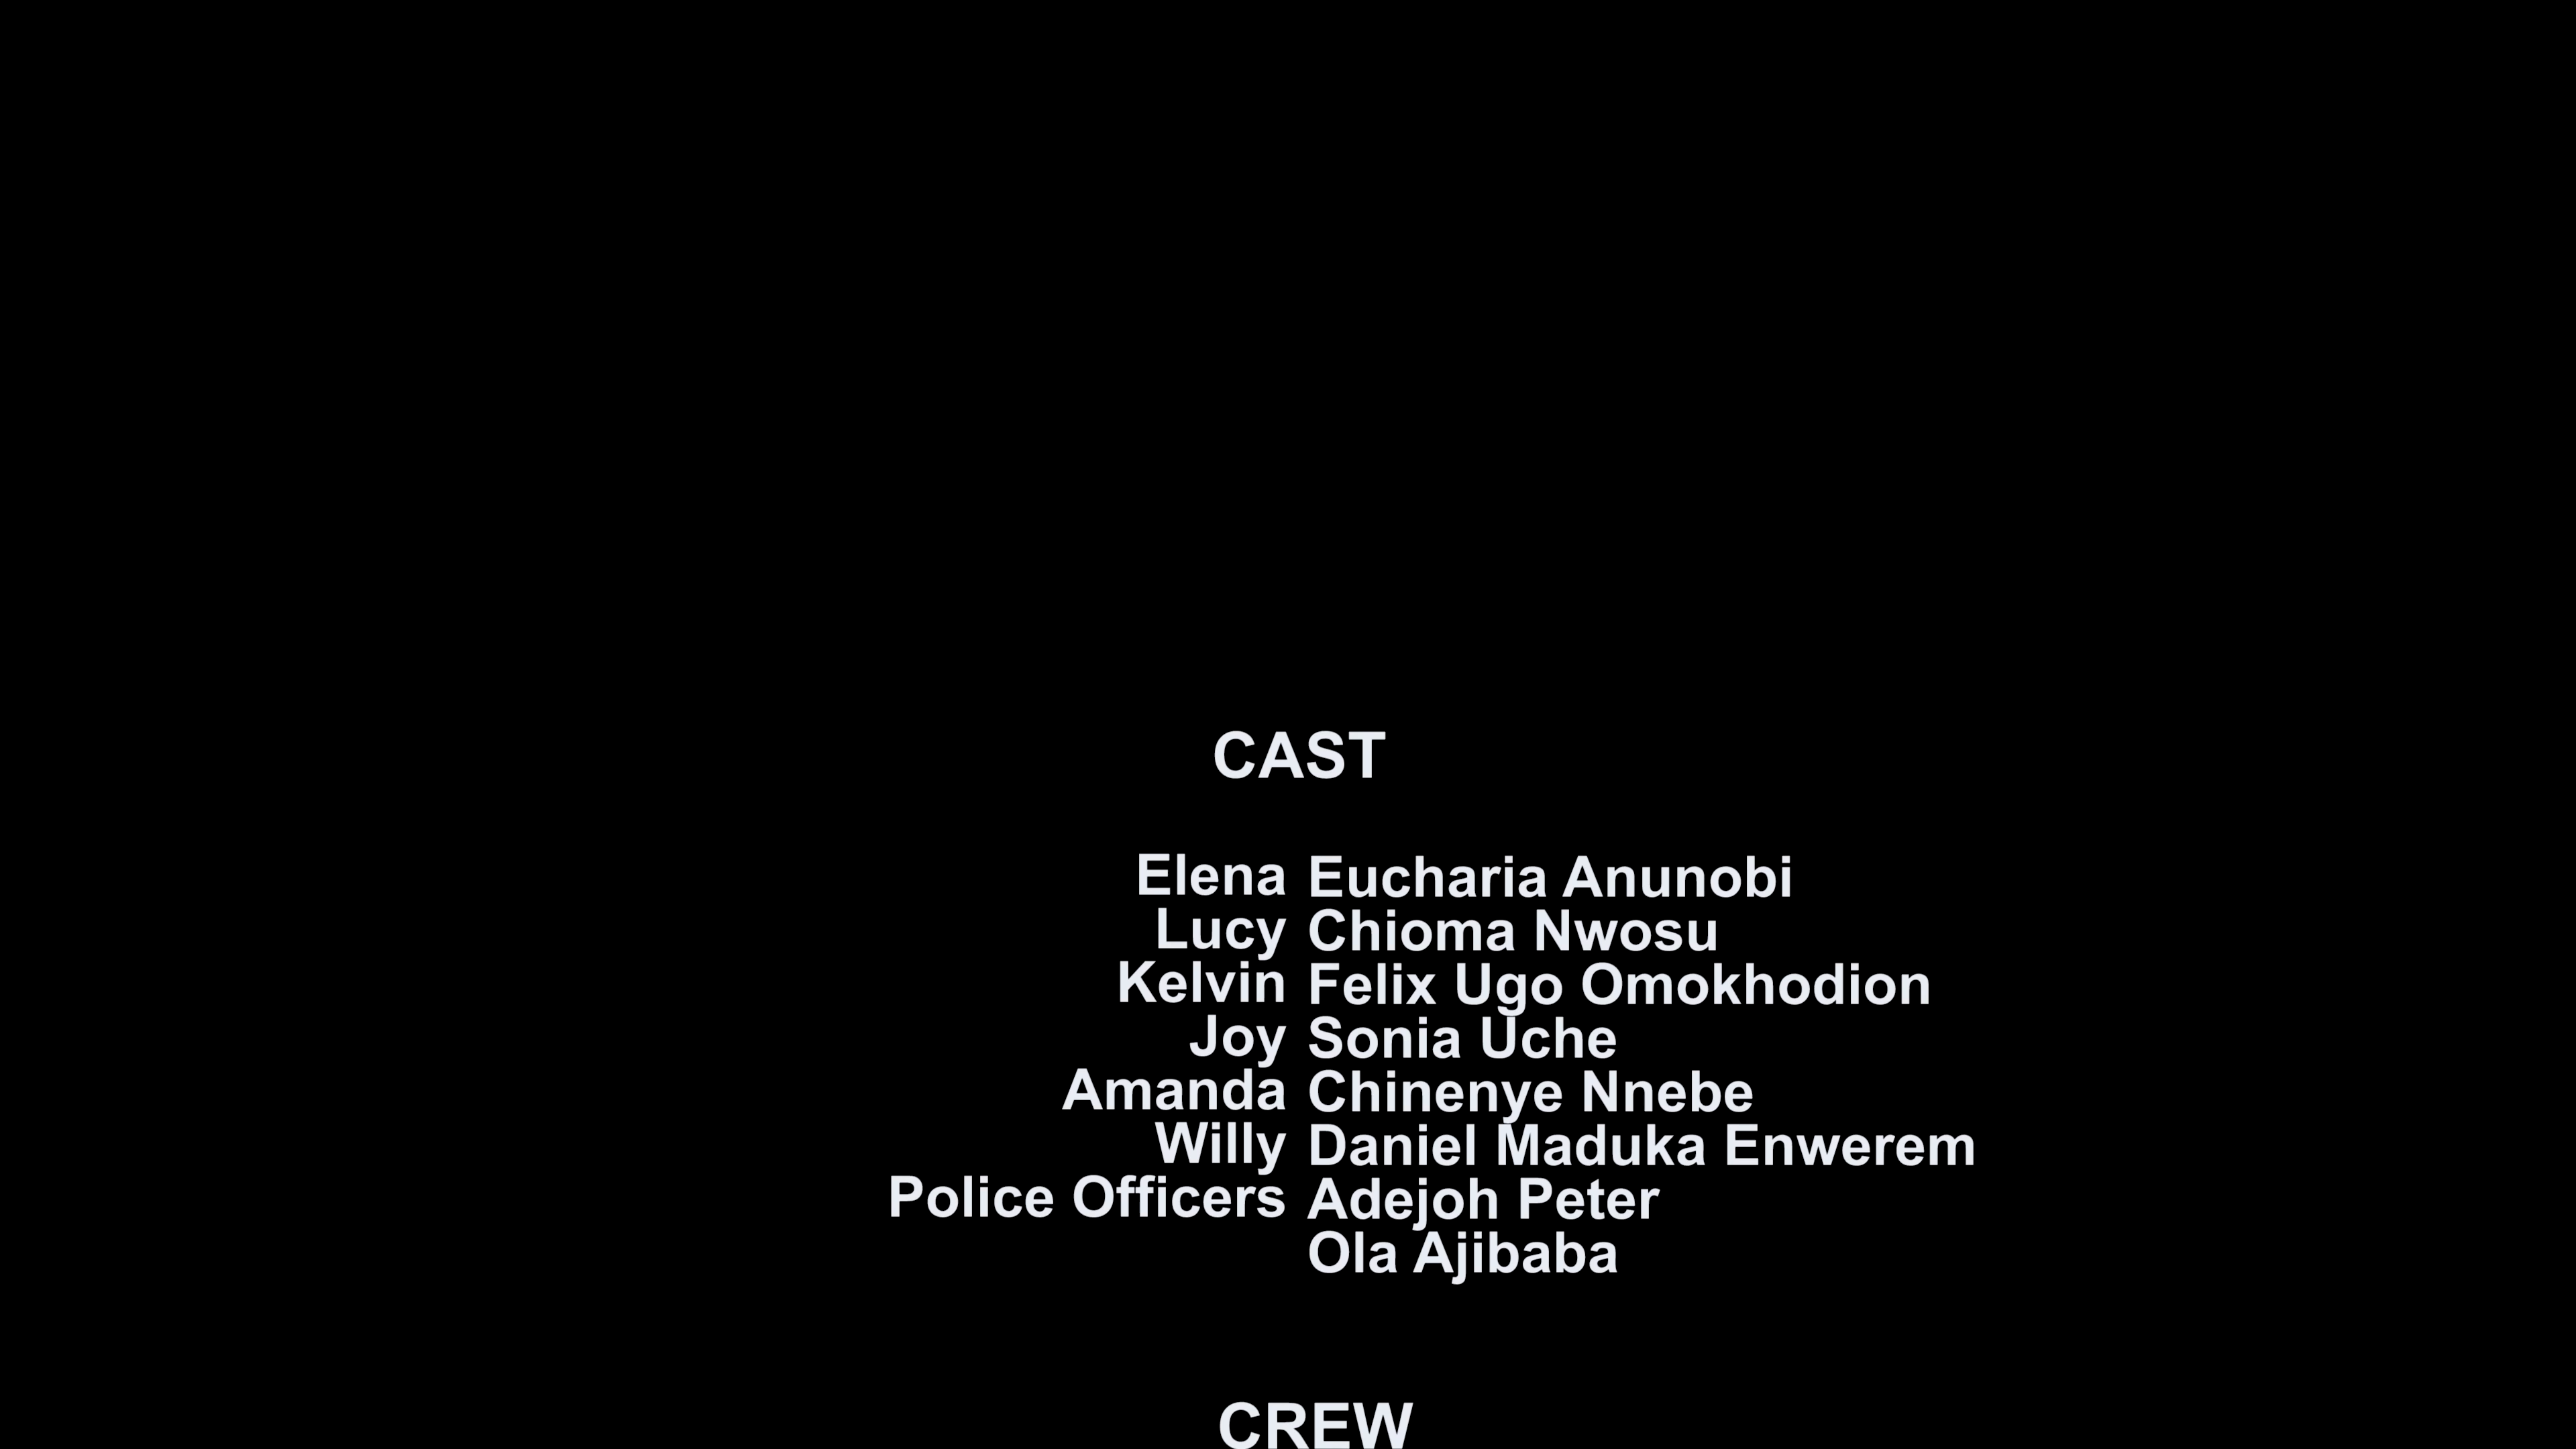 CAST
Elena Eucharia Anunobi
Lucy Chioma Nwosu
Kelvin Felix Ugo Omokhodion
Joy Sonia Uche
Amanda Chinenye Nnebe
Willy Daniel Maduka Enwerem
Police Officers Adejoh Peter
Ola Ajibaba
CREW